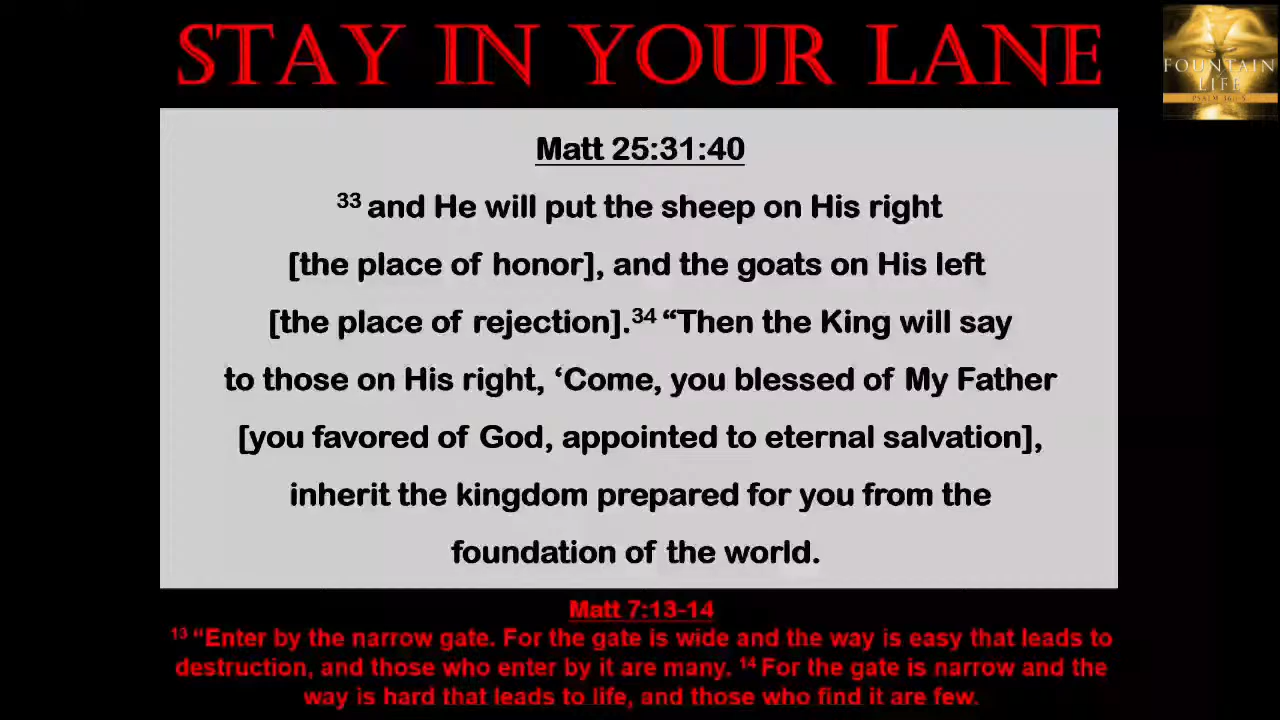 STAY IN YOUR LANE
FOUNTAIN
LIFE
Matt 25:31:40
33 and He will put the sheep on His right
[the place of honor], and the goats on His left
[the place of rejection].34 “Then the King will say
to those on His right, ‘Come, you blessed of My Father
[you favored of God, appointed to eternal salvation],
inherit the kingdom prepared for you from the
foundation of the world.
Matt 7:13-14
13 “Enter by the narrow gate. For the gate is wide and the way is easy that leads to
destruction, and those who enter by it are many. 14 For the gate is narrow and the
way is hard that leads to life, and those who find it are few.